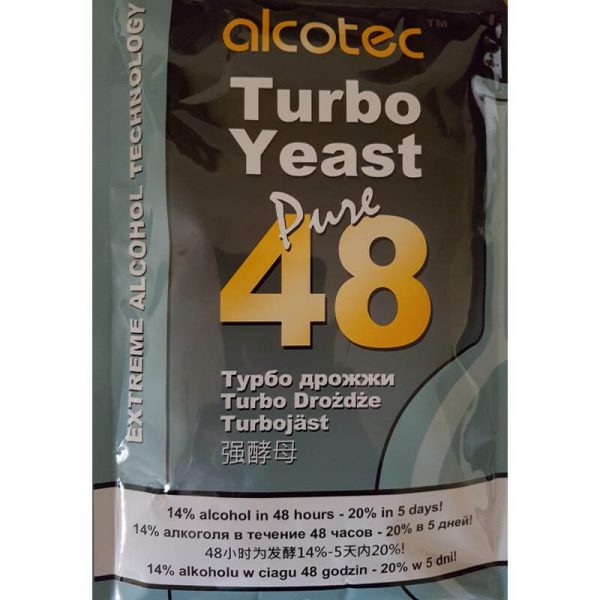 alcotec™
Turbo
Yeast
Pure
48
EXTREME ALCOHOL TECHNOLOGY
Турбо дрожжи
Turbo Drożdże
Turbojäst
强酵母
14% alcohol in 48 hours - 20% in 5 days!
14% алкоголя в течение 48 часов - 20% в 5 дней!
48小时为发酵14%-5天内20%!
14% alkoholu w ciagu 48 godzin - 20% w 5 dni!